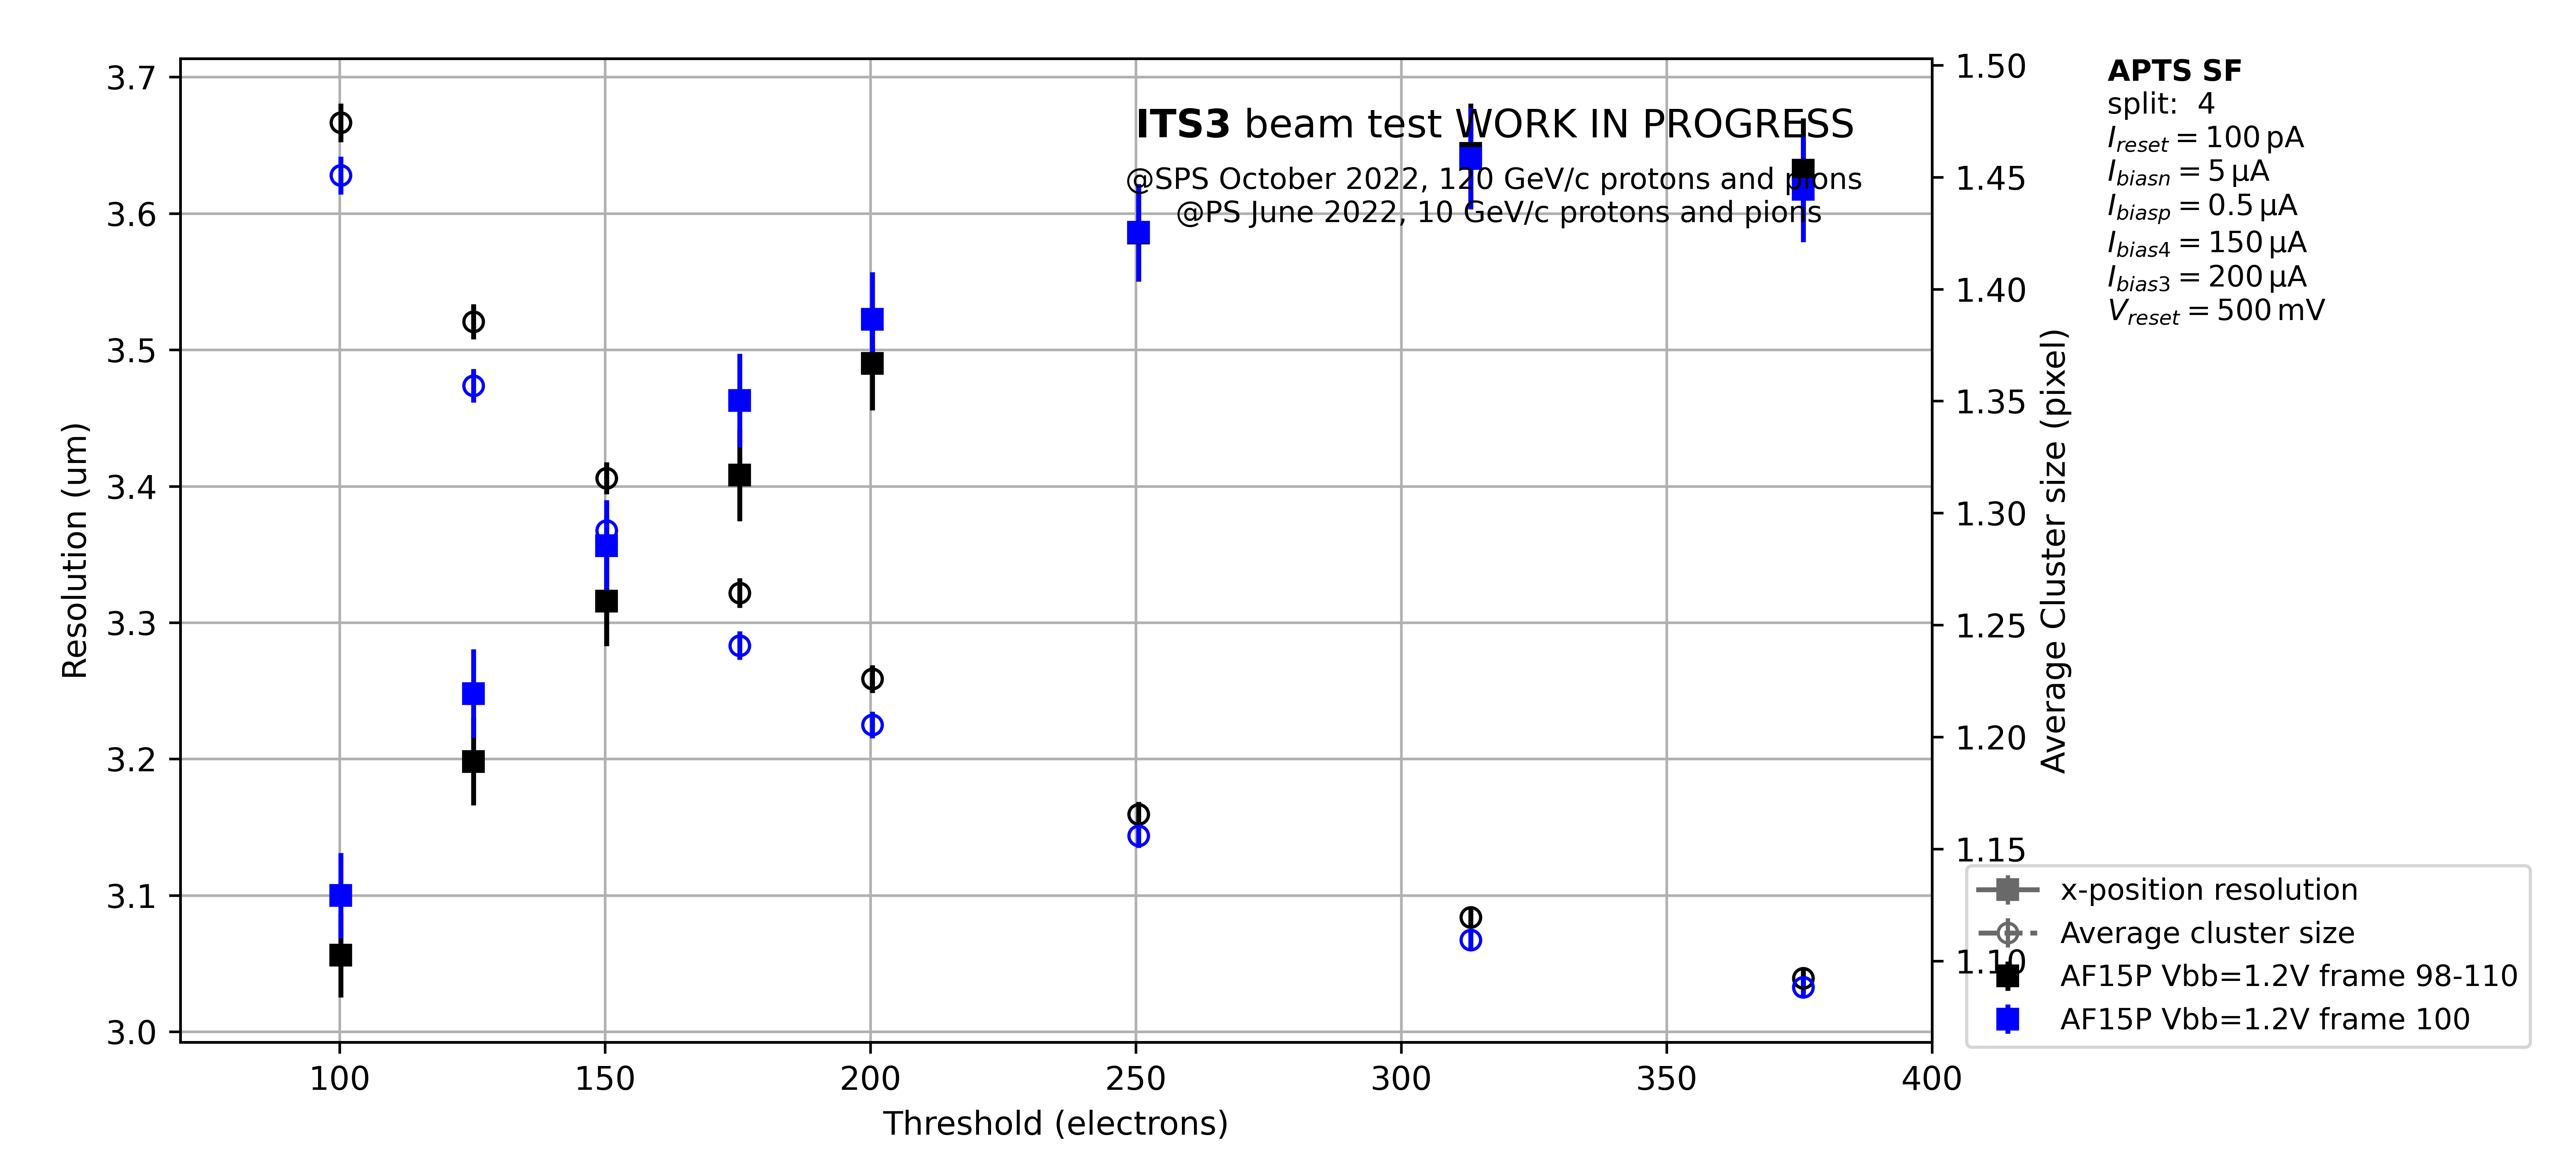 3.7
3.6
3.5
3.4
3.3
3.2
3.1
3.0
Resolution (um)
100 150 200 250 300 350 400
Threshold (electrons)
ITS3 beam test WORK IN PROGRESS
@SPS October 2022, 120 GeV/c protons and pions
@PS June 2022, 10 GeV/c protons and pions
1.50
1.45
1.40
1.35
1.30
1.25
1.20
1.15
1.10
Average Cluster size (pixel)
APTS SF
split: 4
I_reset = 100 pA
I_biasn = 5 μA
I_biasp = 0.5 μA
I_bias4 = 150 μA
I_bias3 = 200 μA
V_reset = 500 mV
x-position resolution
Average cluster size
AF15P Vbb=1.2V frame 98-110
AF15P Vbb=1.2V frame 100